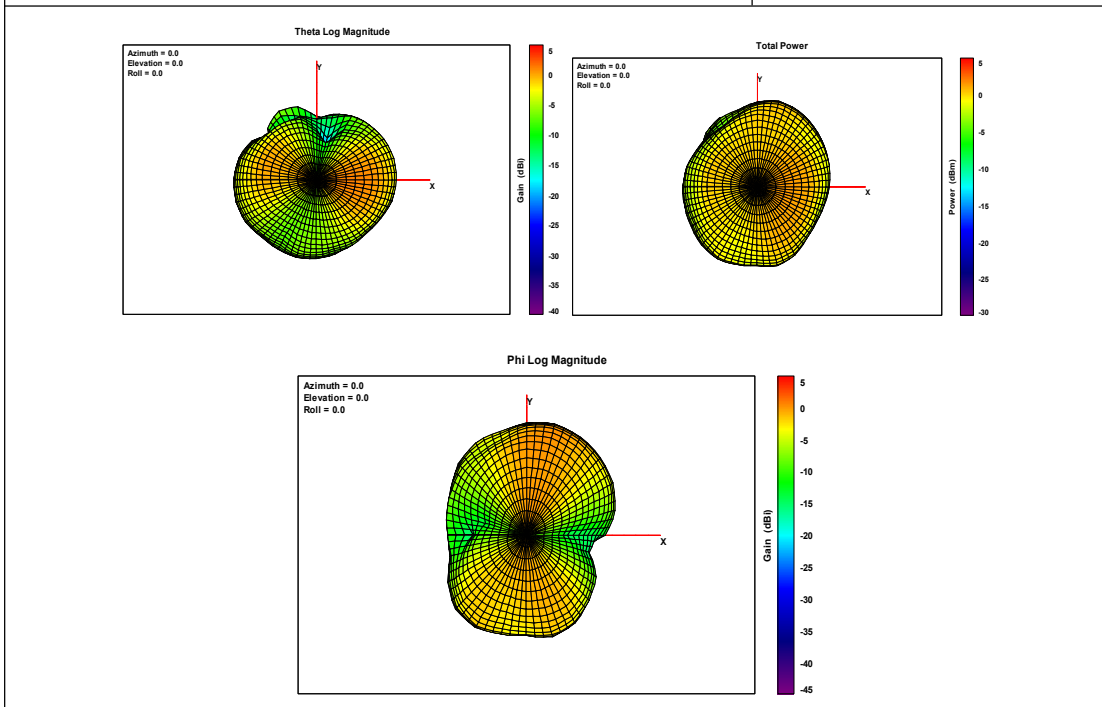 Theta Log Magnitude
Azimuth = 0.0
Elevation = 0.0
Roll = 0.0
Y
X
5
0
-5
-10
-15
-20
-25
-30
-35
-40
Gain (dBi)
Total Power
Azimuth = 0.0
Elevation = 0.0
Roll = 0.0
Y
X
5
0
-5
-10
-15
-20
-25
-30
Power (dBm)
Phi Log Magnitude
Azimuth = 0.0
Elevation = 0.0
Roll = 0.0
Y
X
5
0
-5
-10
-15
-20
-25
-30
-35
-40
-45
Gain (dBi)